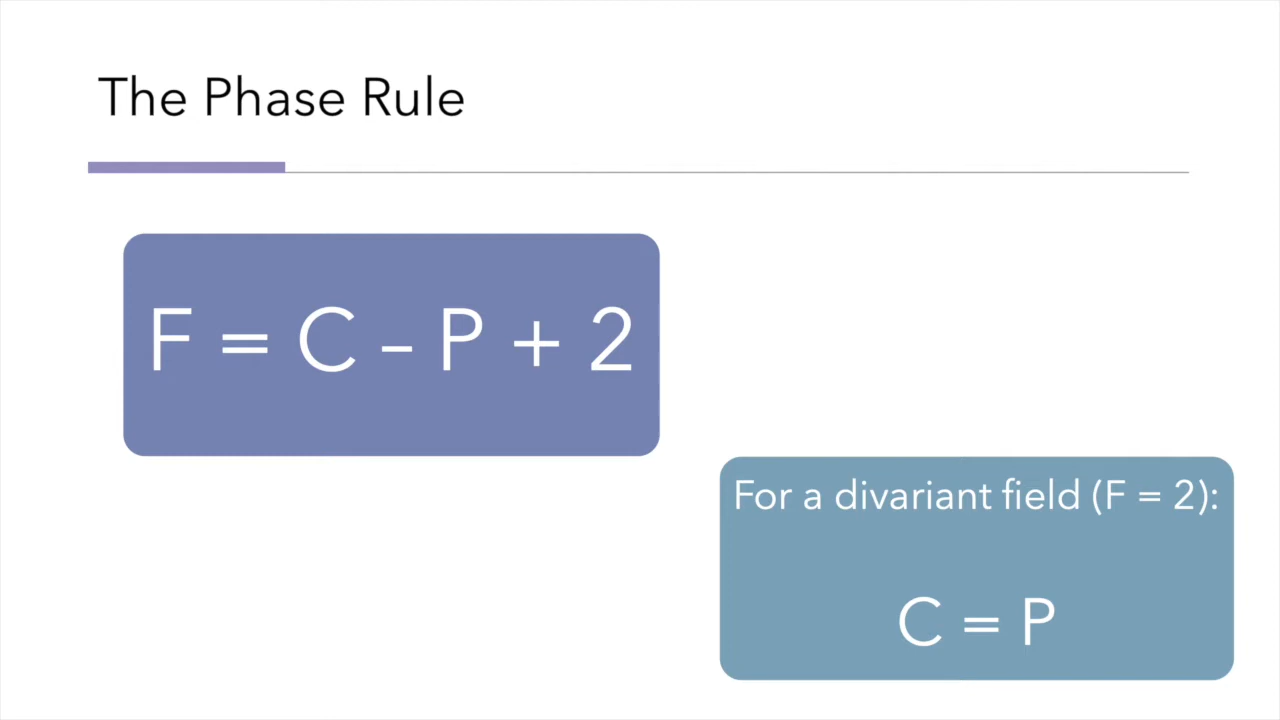 The Phase Rule
F = C – P + 2
For a divariant field (F = 2):
C = P